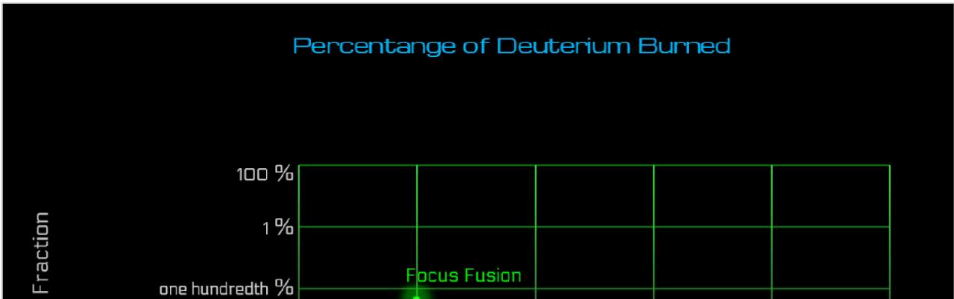 Percentange of Deuterium Burned
100 %
1 %
Fraction
Focus Fusion
one hundredth %